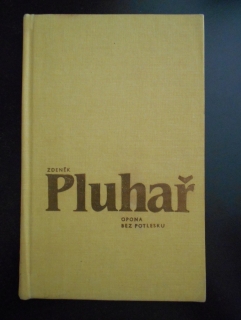 ZDENĚK
Pluhař
OPONA
BEZ POTLESKU